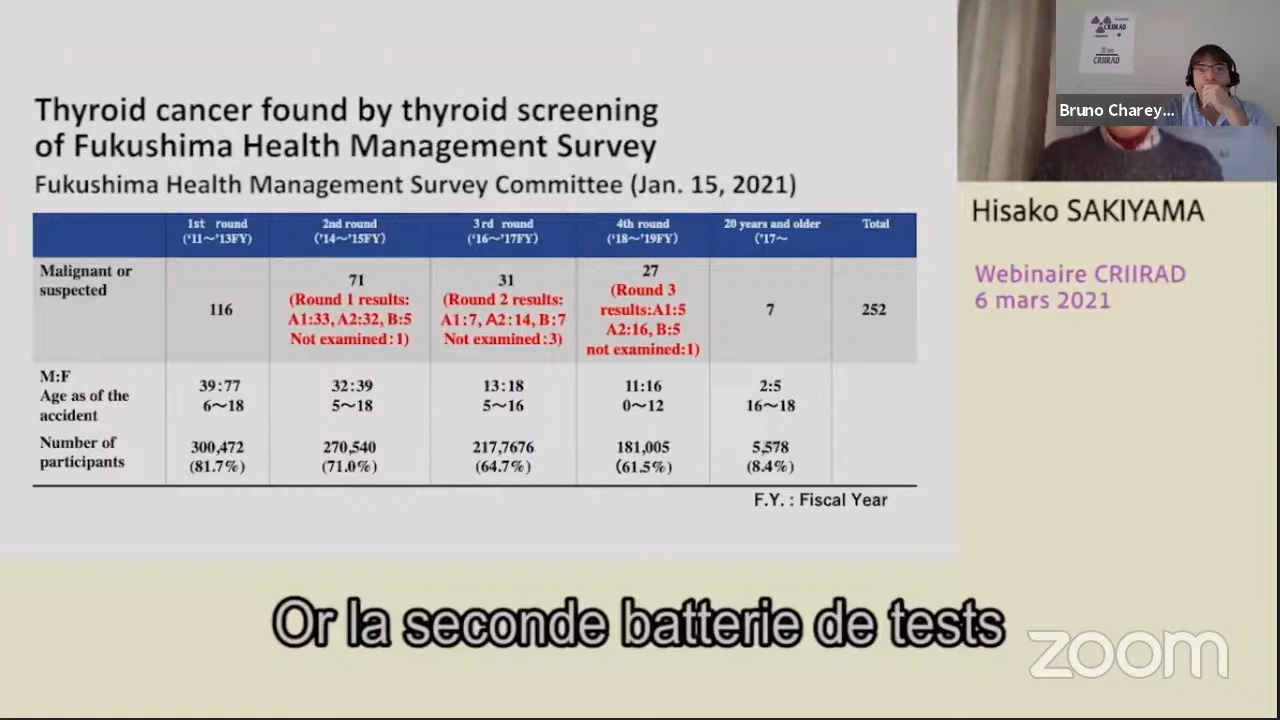 Thyroid cancer found by thyroid screening
of Fukushima Health Management Survey
Fukushima Health Management Survey Committee (Jan. 15, 2021)
1st round 2nd round 3rd round 4th round 20 years and older Total
('11～'13FY) ('14～'15FY) ('16～'17FY) ('18～'19FY) ('17～
Malignant or suspected 116 71 (Round 1 results: A1:33, A2:32, B:5 Not examined:1) 31 (Round 2 results: A1:7, A2:14, B:7 Not examined:3) 27 (Round 3 results:A1:5 A2:16, B:5 not examined:1) 7 252
M:F 39:77 32:39 13:18 11:16 2:5
Age as of the accident 6～18 5～18 5～16 0～12 16～18
Number of 300,472 270,540 217,7676 181,005 5,578
participants (81.7%) (71.0%) (64.7%) (61.5%) (8.4%)
F.Y. : Fiscal Year
CRIIRAD
CRIIRAD
Bruno Charey...
Hisako SAKIYAMA
Webinaire CRIIRAD
6 mars 2021
Or la seconde batterie de tests
zoom